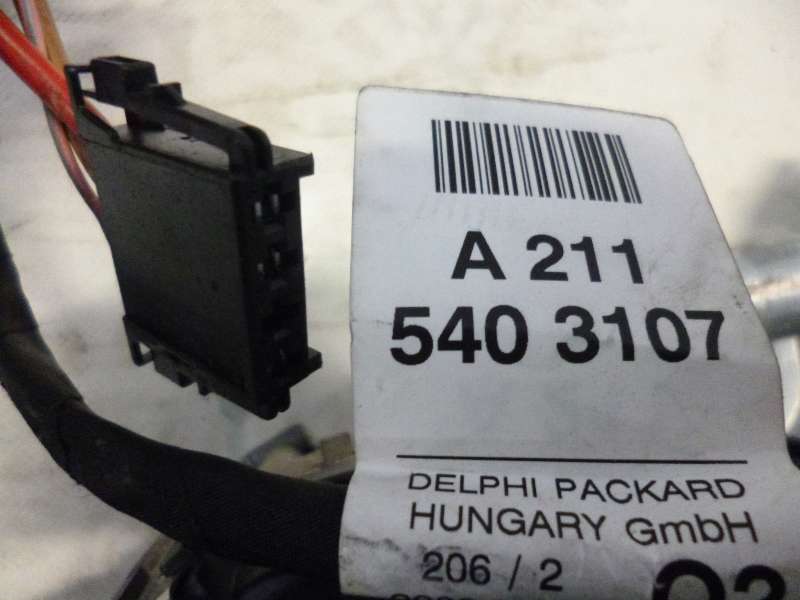 A 211
540 3107
DELPHI PACKARD
HUNGARY GmbH
206 / 2